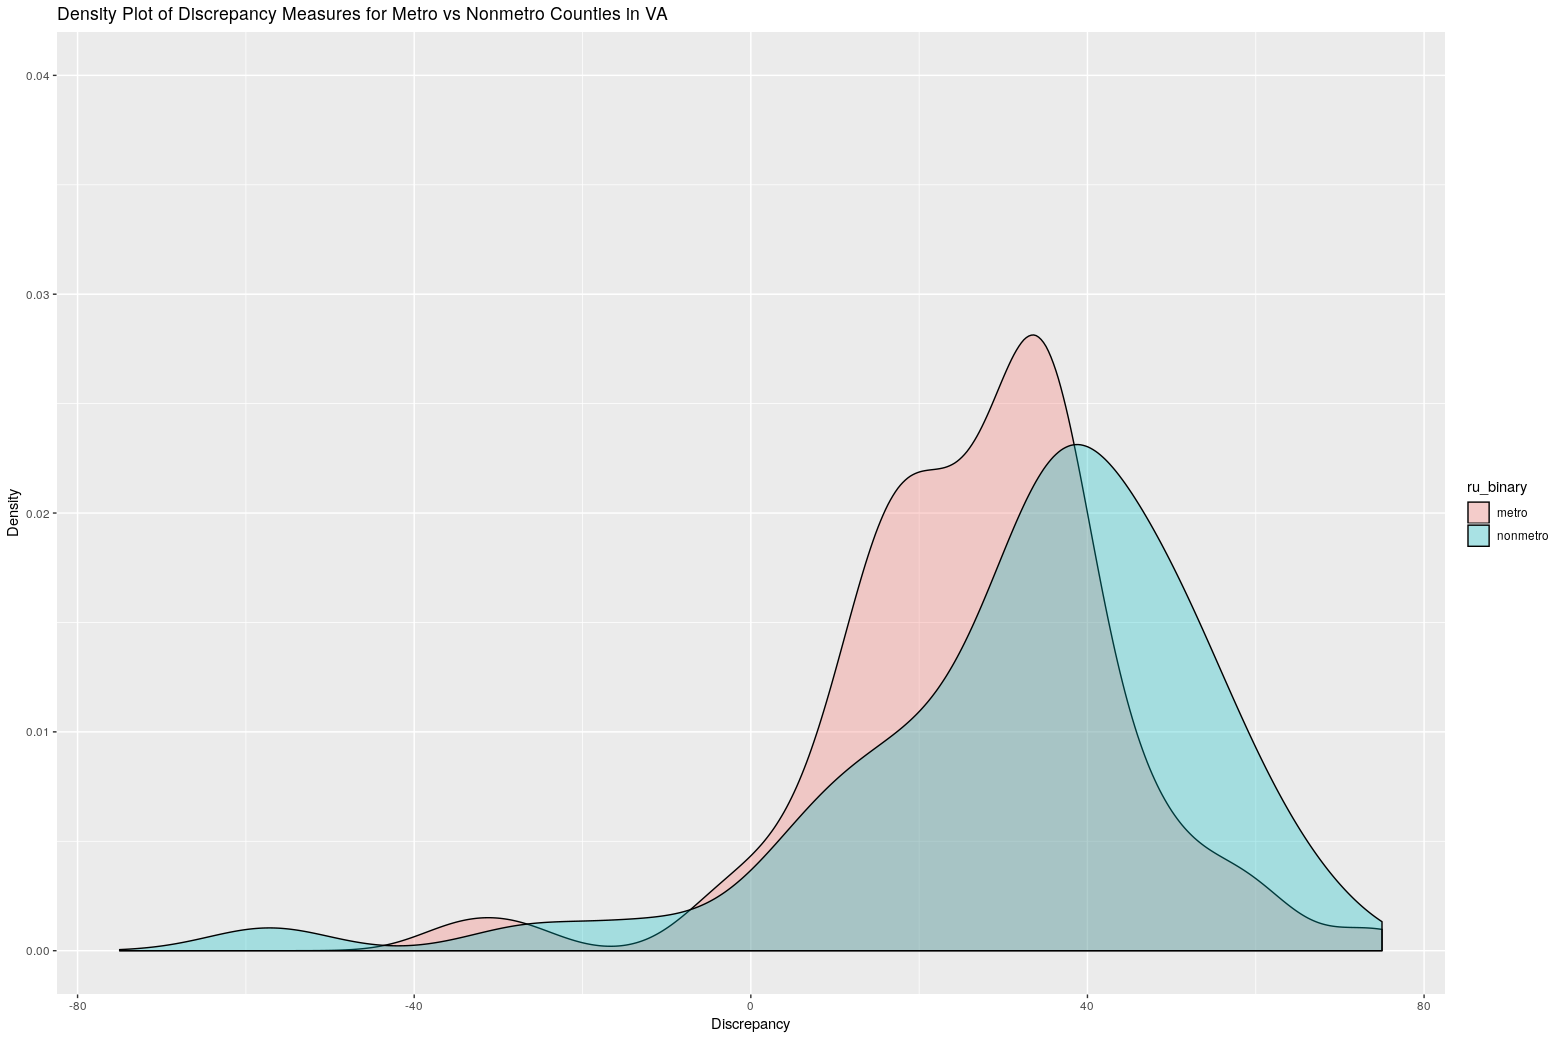 Density Plot of Discrepancy Measures for Metro vs Nonmetro Counties in VA
0.04
0.03
0.02
0.01
0.00
Density
-80
-40
0
40
80
Discrepancy
ru_binary
metro
nonmetro